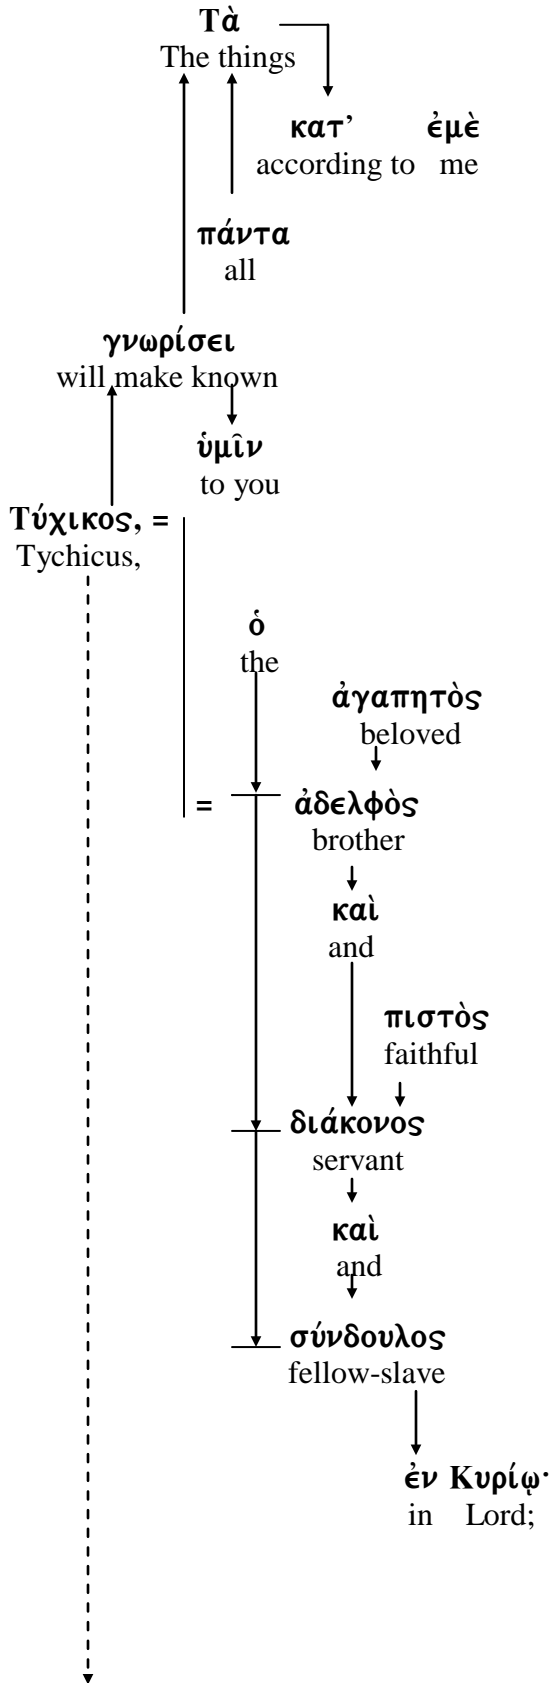 Τὰ
The things
κατ’ ἐμὲ
according to me
πάντα
all
γνωρίσει
will make known
ὑμῖν
to you
Τύχικος, =
Tychicus,
ὁ
the
ἀγαπητὸς
beloved
= ἀδελφὸς
brother
καὶ
and
πιστὸς
faithful
διάκονος
servant
καὶ
and
σύνδουλος
fellow-slave
ἐν Κυρίῳ·
in Lord;